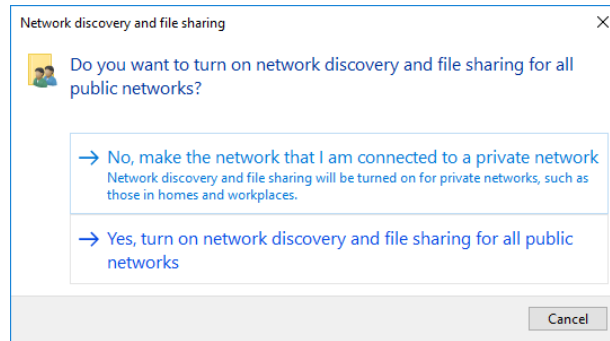 Network discovery and file sharing
Do you want to turn on network discovery and file sharing for all
public networks?
No, make the network that I am connected to a private network
Network discovery and file sharing will be turned on for private networks, such as
those in homes and workplaces.
Yes, turn on network discovery and file sharing for all public
networks
Cancel